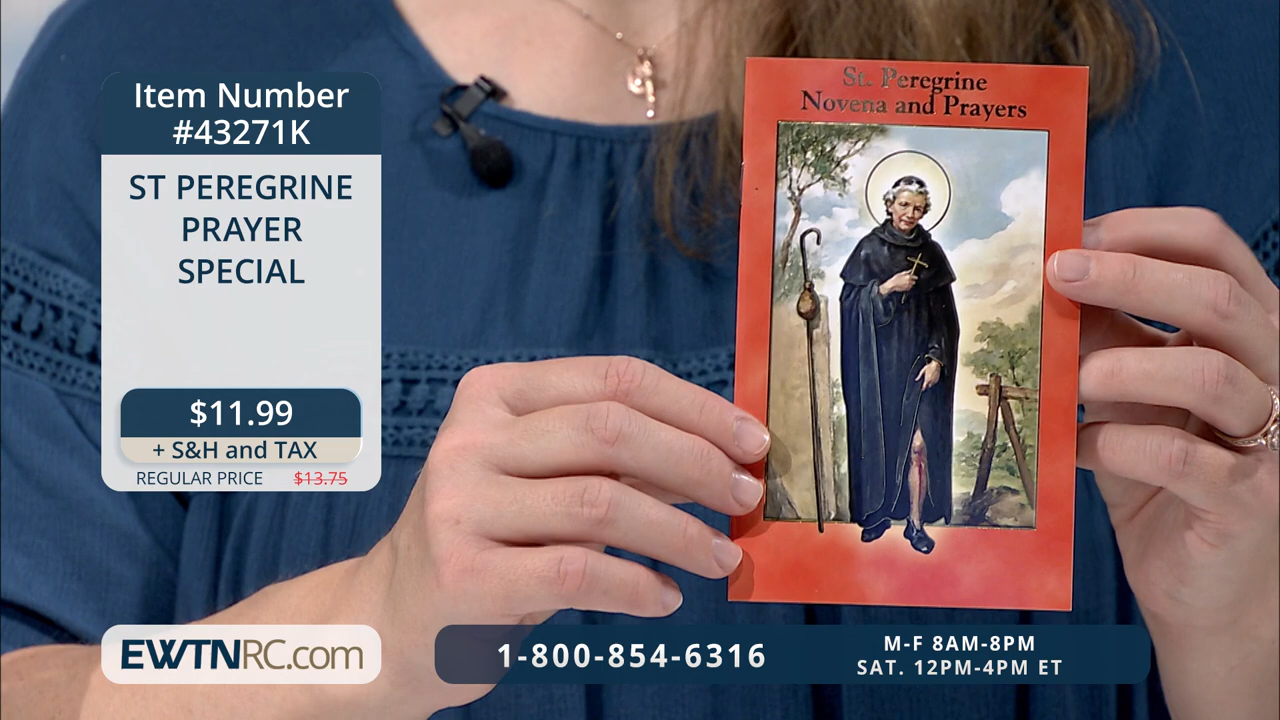 Item Number
#43271K
ST PEREGRINE
PRAYER
SPECIAL
$11.99
+ S&H and TAX
REGULAR PRICE $13.75
St. Peregrine
Novena and Prayers
EWTNRC.com
1-800-854-6316
M-F 8AM-8PM
SAT. 12PM-4PM ET